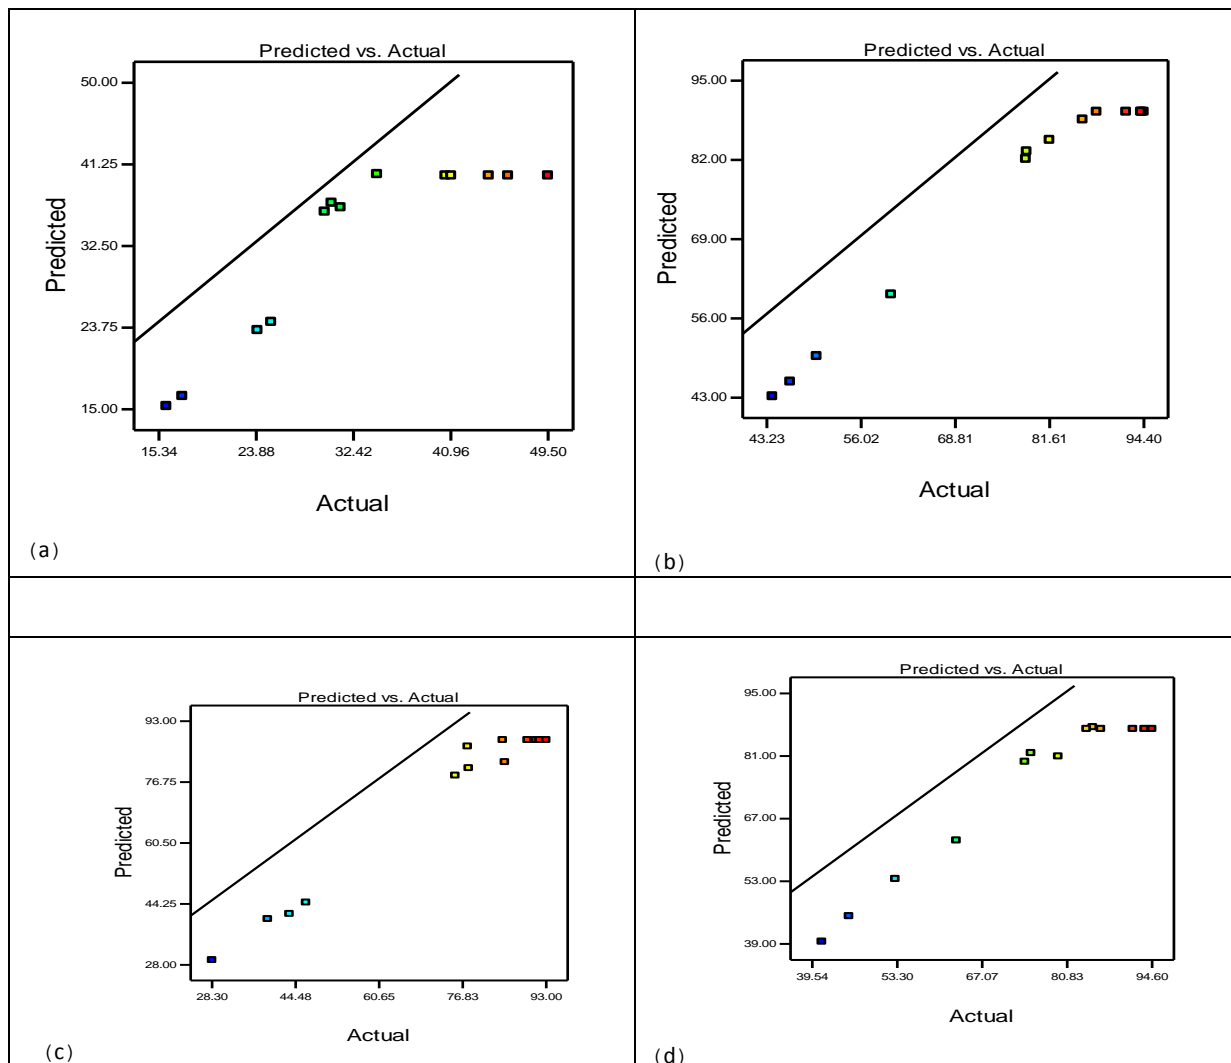 Predicted vs. Actual
50.00
41.25
32.50
23.75
15.00
Predicted
15.34 23.88 32.42 40.96 49.50
Actual
(a)
Predicted vs. Actual
95.00
82.00
69.00
56.00
43.00
Predicted
43.23 56.02 68.81 81.61 94.40
Actual
(b)
Predicted vs. Actual
93.00
76.75
60.50
44.25
28.00
Predicted
28.30 44.48 60.65 76.83 93.00
Actual
(c)
Predicted vs. Actual
95.00
81.00
67.00
53.00
39.00
Predicted
39.54 53.30 67.07 80.83 94.60
Actual
(d)